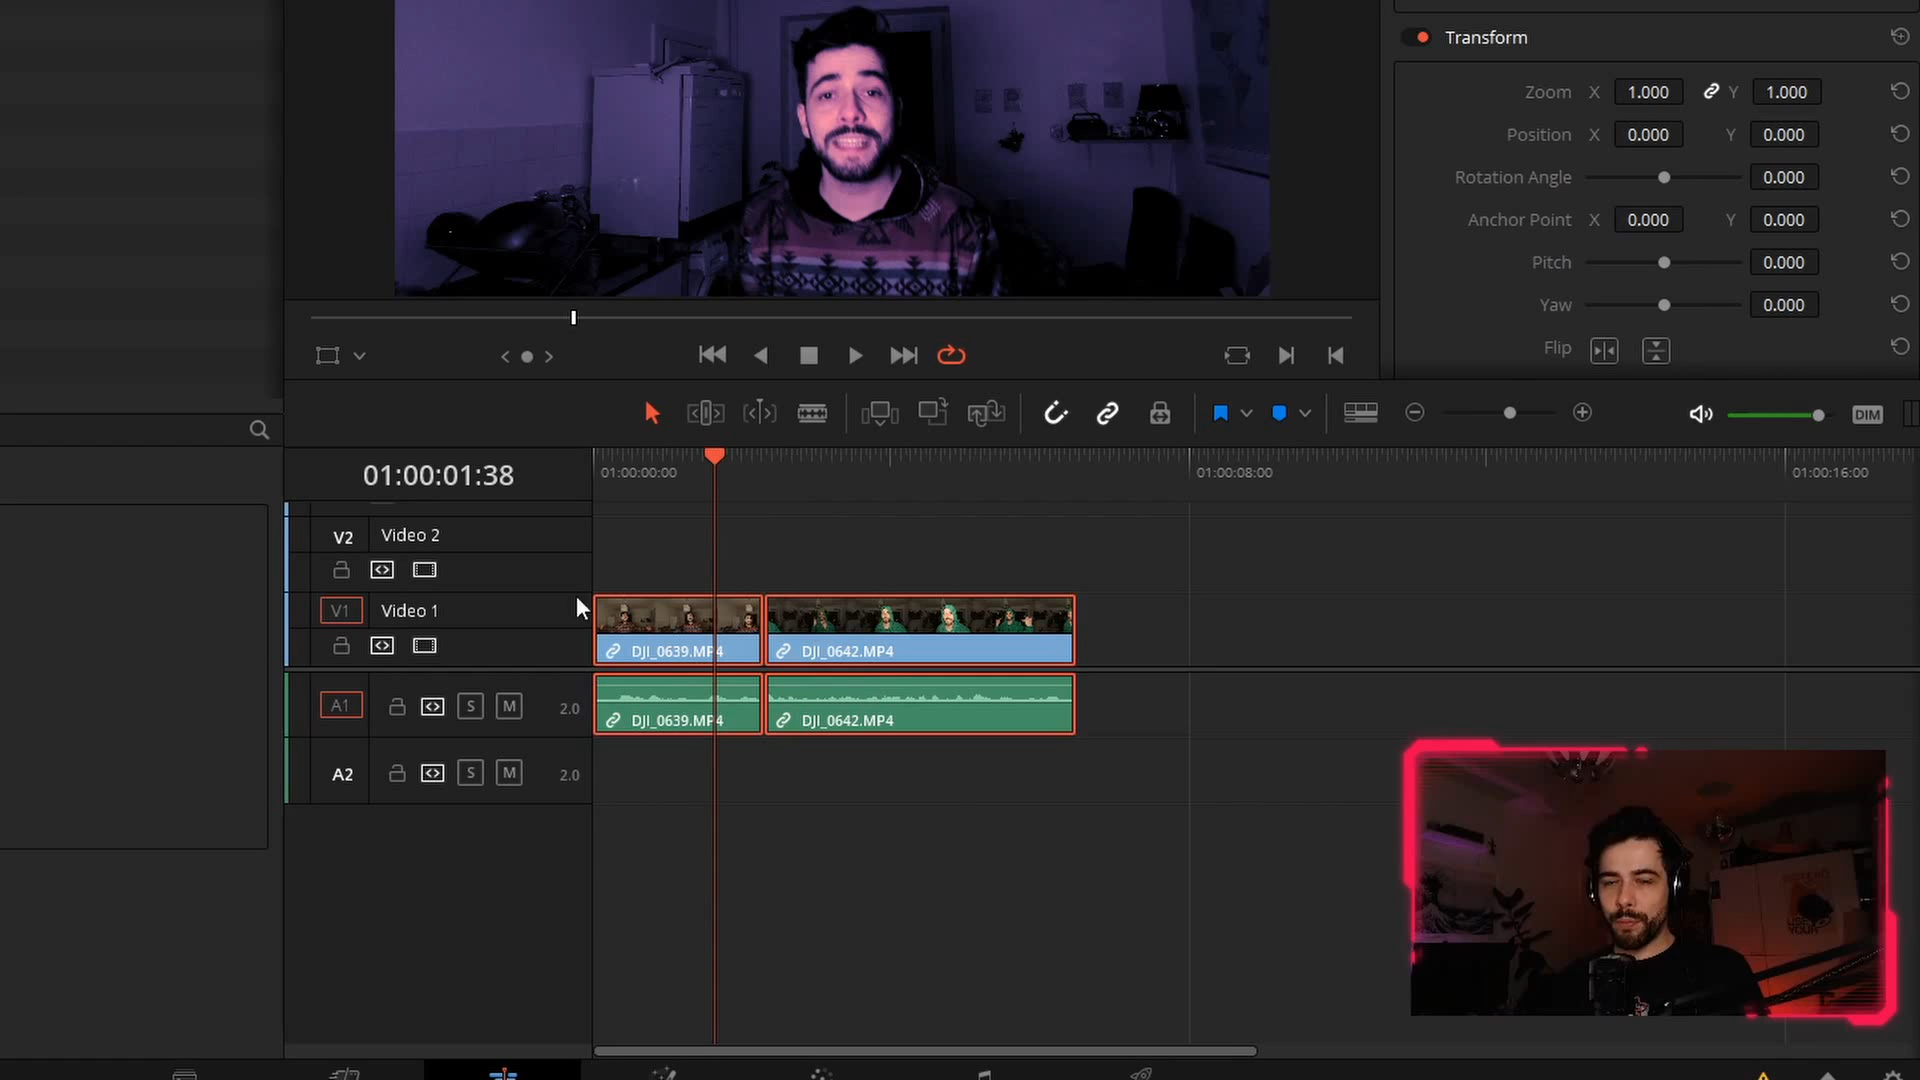 Transform
Zoom X 1.000 Y 1.000
Position X 0.000 Y 0.000
Rotation Angle 0.000
Anchor Point X 0.000 Y 0.000
Pitch 0.000
Yaw 0.000
Flip
DIM
01:00:01:38
01:00:00:00
01:00:08:00
01:00:16:00
V2 Video 2
V1 Video 1
DJI_0639.MP4
DJI_0642.MP4
A1 S M 2.0
DJI_0639.MP4
DJI_0642.MP4
A2 S M 2.0